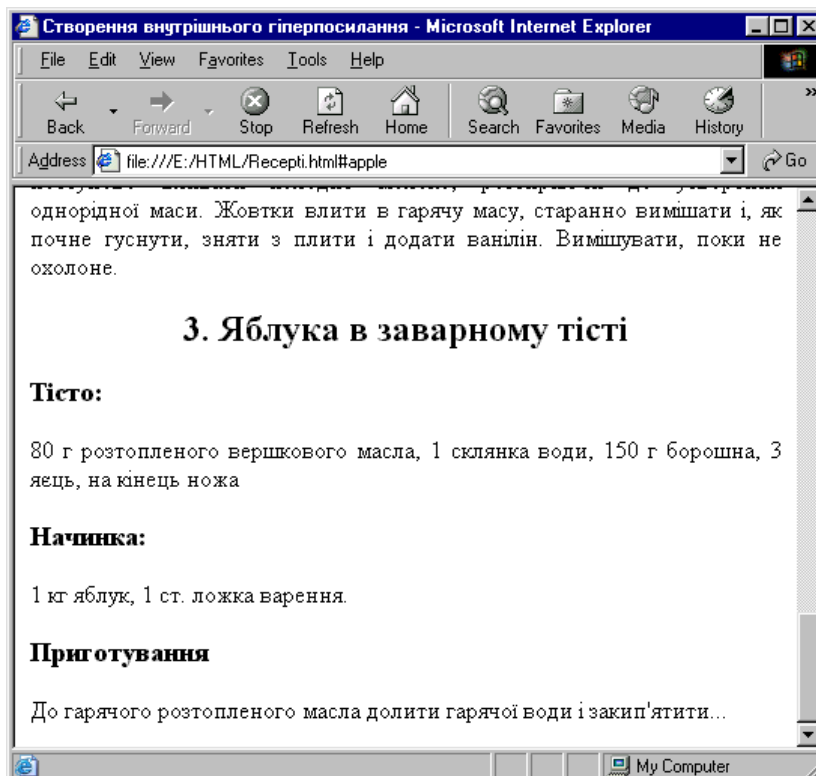 Створення внутрішнього гіперпосилання - Microsoft Internet Explorer
File Edit View Favorites Tools Help
Back Forward Stop Refresh Home Search Favorites Media History »
Address file:///E:/HTML/Recepti.html#apple Go
однорідної маси. Жовтки влити в гарячу масу, старанно вимішати і, як
почне гуснути, зняти з плити і додати ванілін. Вимішувати, поки не
охолоне.
3. Яблука в заварному тісті
Тісто:
80 г розтопленого вершкового масла, 1 склянка води, 150 г борошна, 3
яєць, на кінець ножа
Начинка:
1 кг яблук, 1 ст. ложка варення.
Приготування
До гарячого розтопленого масла долити гарячої води і закип'ятити...
My Computer